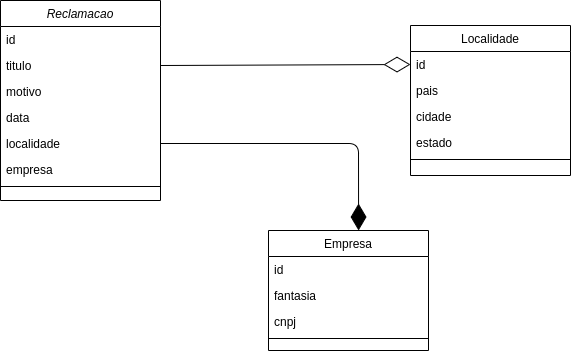 Reclamacao
id
titulo
motivo
data
localidade
empresa
Localidade
id
pais
cidade
estado
Empresa
id
fantasia
cnpj